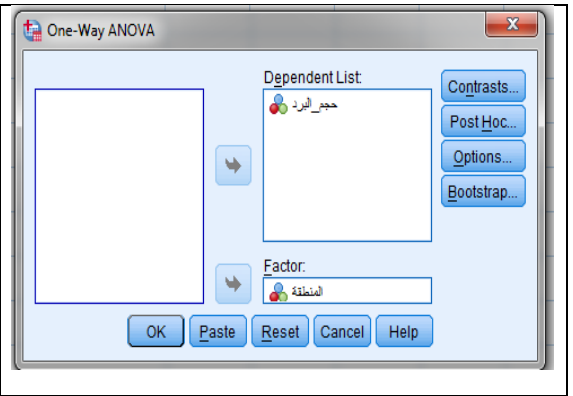 One-Way ANOVA
Dependent List:
حجم_البرد
Contrasts...
Post Hoc...
Options...
Bootstrap...
Factor:
المنطقة
OK Paste Reset Cancel Help